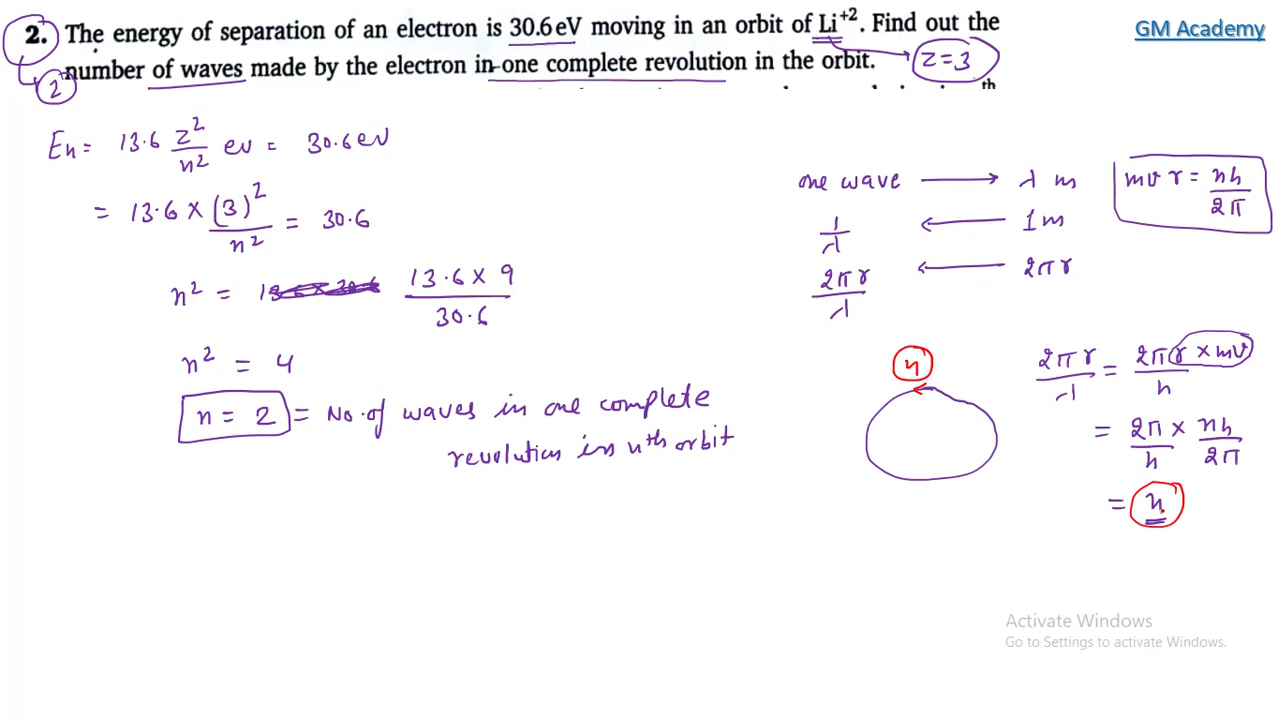 2. The energy of separation of an electron is 30.6 eV moving in an orbit of Li⁺². Find out the
number of waves made by the electron in one complete revolution in the orbit.
GM Academy
2
Z = 3
th
En = 13.6 Z²/n² ev = 30.6 ev
= 13.6 × (3)²/n² = 30.6
n² = 13.6 × 9 / 30.6
n² = 4
n = 2 = No. of waves in one complete
revolution in nth orbit
one wave → λ m
1/λ ← 1m
2πr/λ ← 2πr
mvr = nh/2π
n
2πr/λ = 2πr × mv/h
= 2π/h × nh/2π
= n
Activate Windows
Go to Settings to activate Windows.